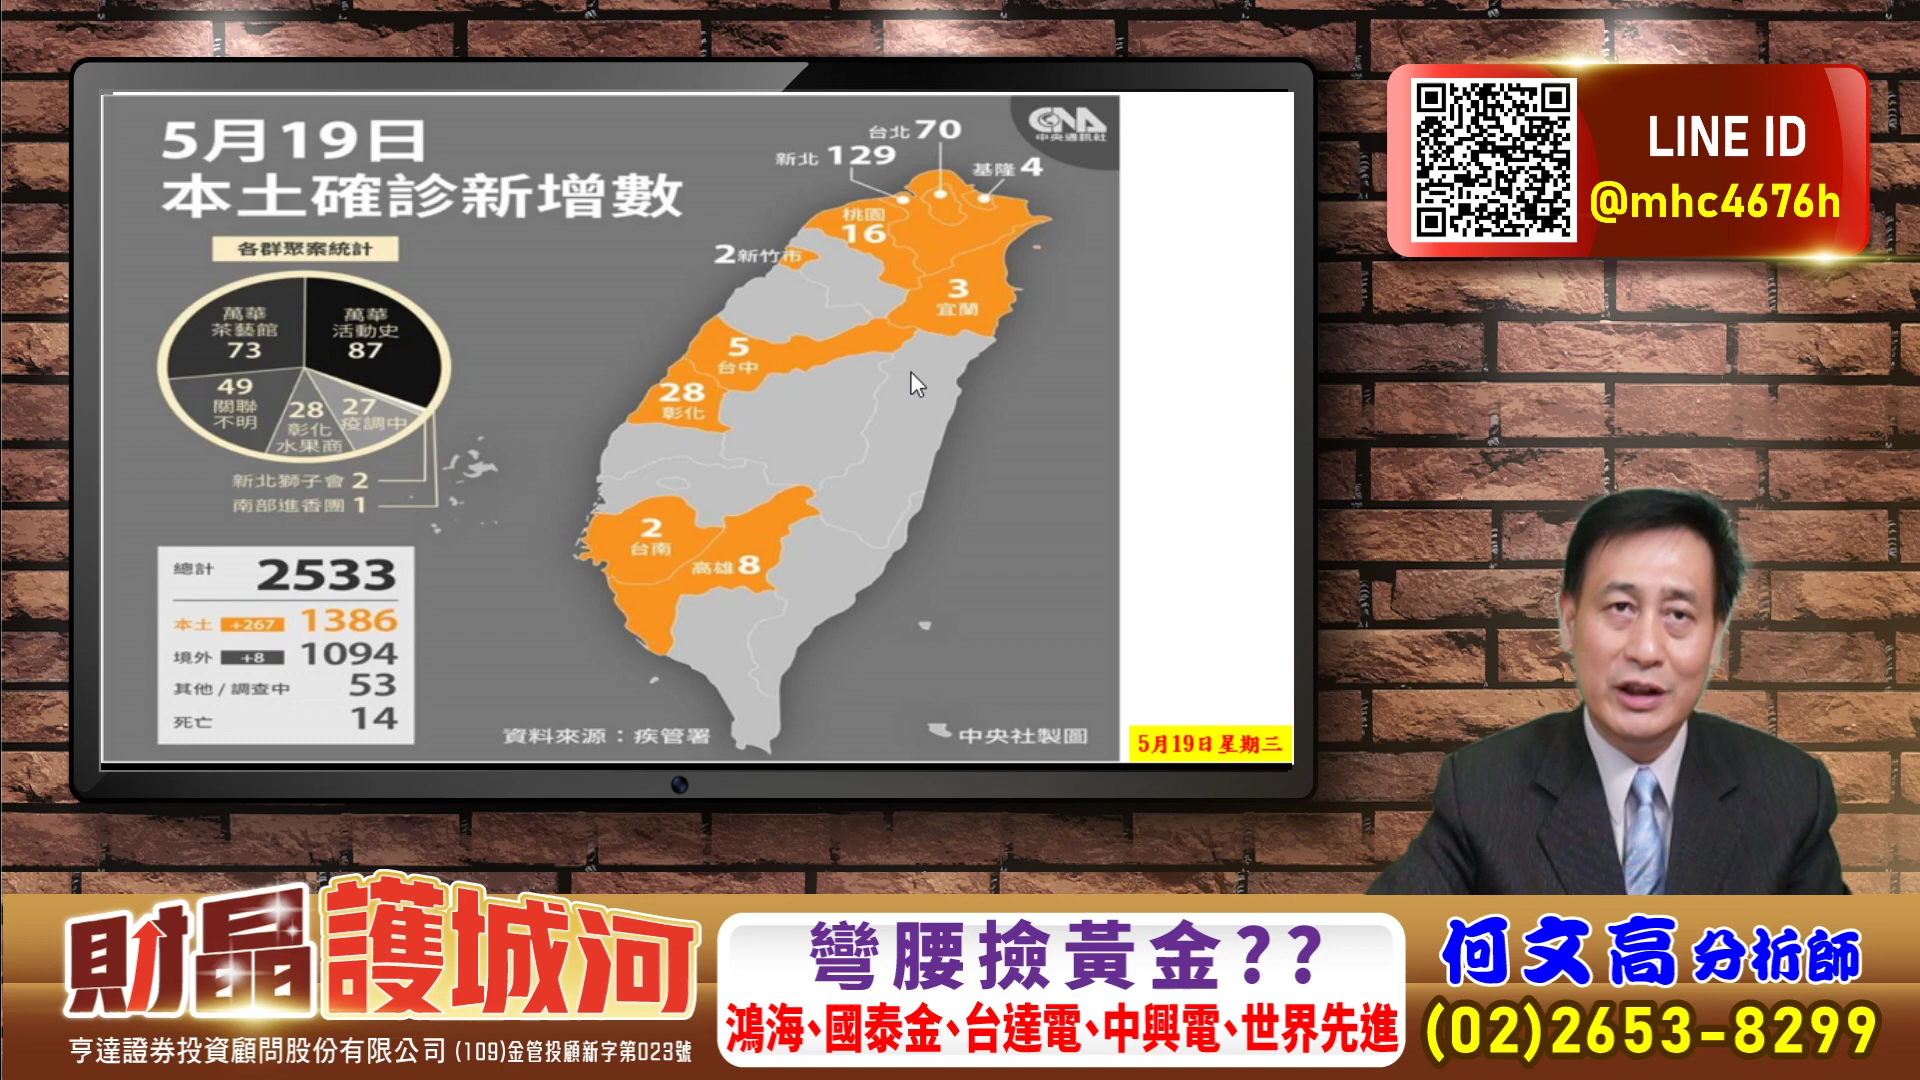 5月19日
本土確診新增數
各群聚案統計
萬華
茶藝館
73
萬華
活動史
87
49
關聯
不明
28
彰化
水果商
27
疫調中
新北獅子會 2
南部進香團 1
總計 2533
本土 +267 1386
境外 +8 1094
其他/調查中 53
死亡 14
CNA
中央通訊社
台北 70
新北 129
基隆 4
桃園
16
2 新竹市
3
宜蘭
5
台中
28
彰化
2
台南
高雄 8
資料來源：疾管署
中央社製圖
5月19日星期三
LINE ID
@mhc4676h
財晶護城河
亨達證券投資顧問股份有限公司 (109)金管投顧新字第023號
彎腰撿黃金??
鴻海、國泰金、台達電、中興電、世界先進
何文高分析師
(02)2653-8299